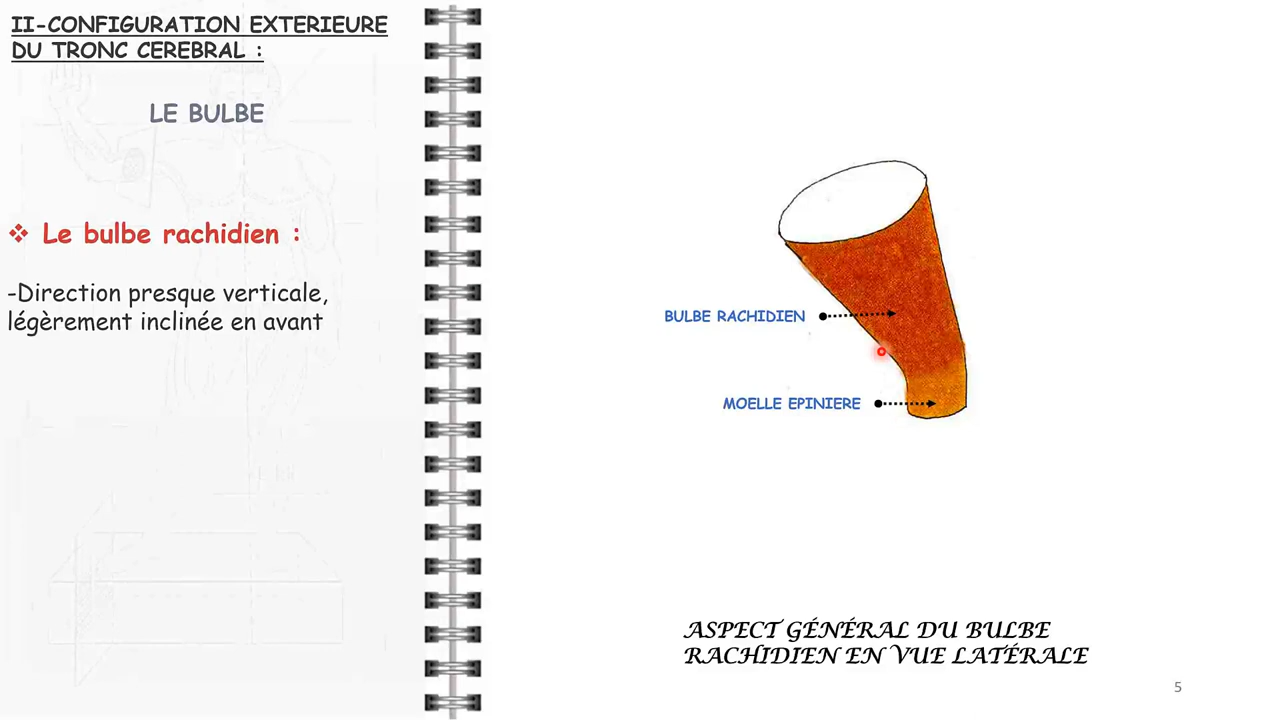 II-CONFIGURATION EXTERIEURE
DU TRONC CEREBRAL :
LE BULBE
❖ Le bulbe rachidien :
-Direction presque verticale,
légèrement inclinée en avant
BULBE RACHIDIEN
MOELLE EPINIERE
ASPECT GÉNÉRAL DU BULBE
RACHIDIEN EN VUE LATÉRALE
5